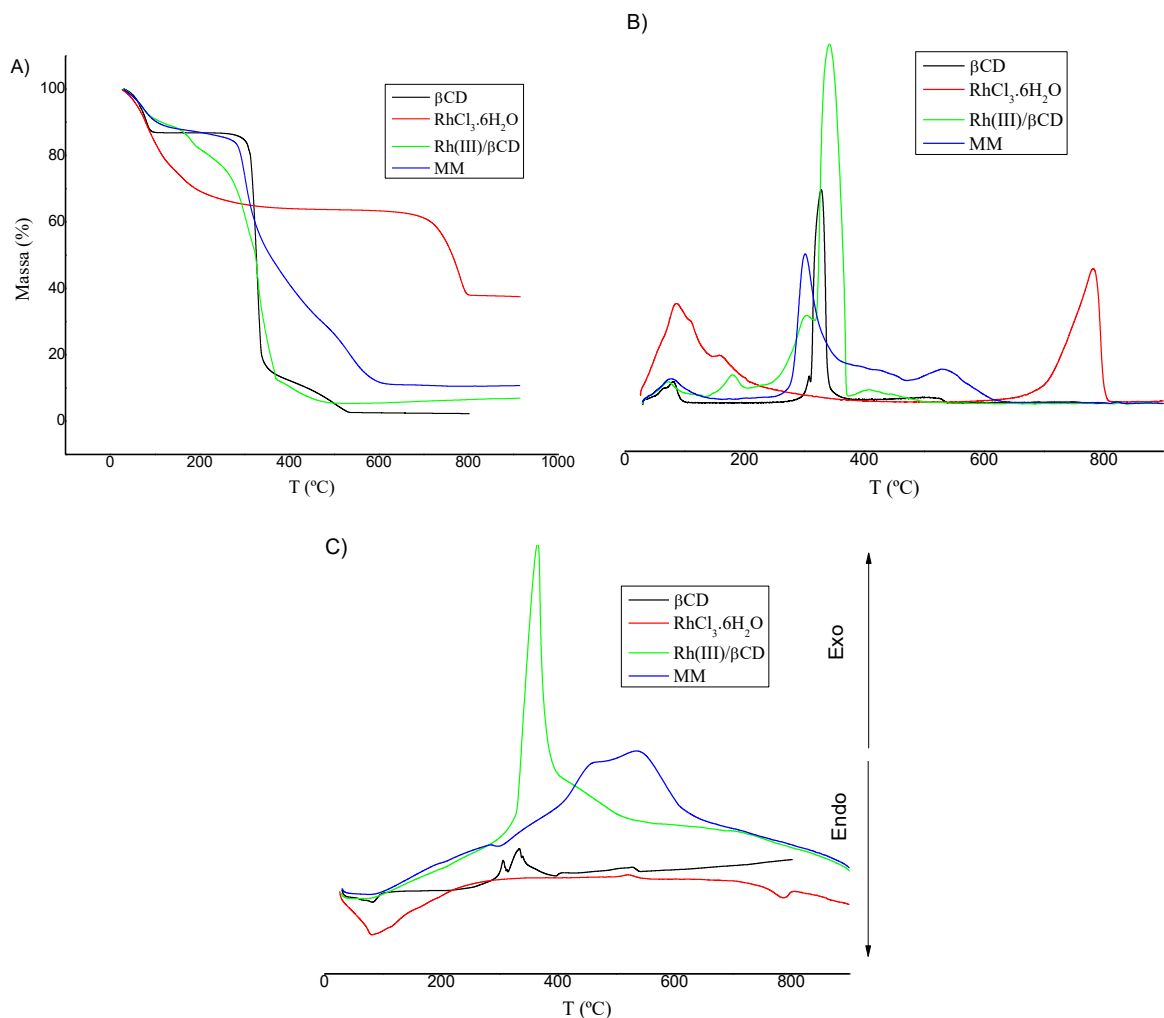 A)
Massa (%)
100
80
60
40
20
0
βCD
RhCl₃.6H₂O
Rh(III)/βCD
MM
0
200
400
600
800
1000
T (ºC)
B)
βCD
RhCl₃.6H₂O
Rh(III)/βCD
MM
0
200
400
600
800
T (ºC)
C)
βCD
RhCl₃.6H₂O
Rh(III)/βCD
MM
Exo
Endo
0
200
400
600
800
T (ºC)